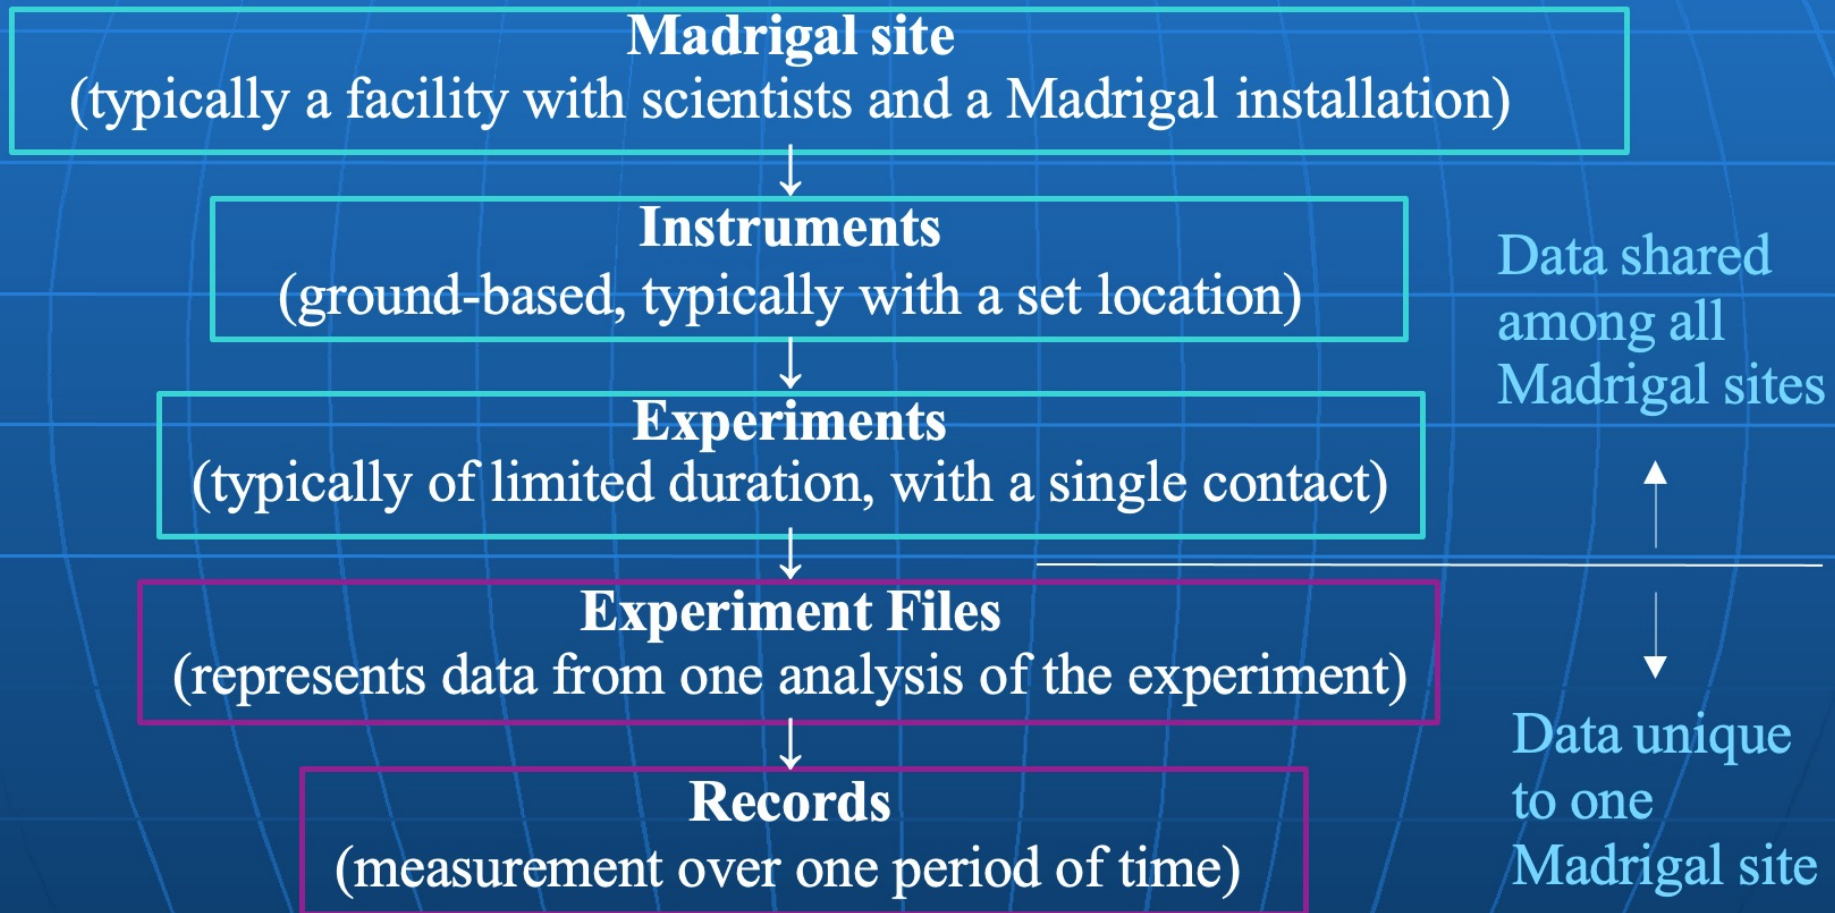 Madrigal site
(typically a facility with scientists and a Madrigal installation)
Instruments
(ground-based, typically with a set location)
Experiments
(typically of limited duration, with a single contact)
Experiment Files
(represents data from one analysis of the experiment)
Records
(measurement over one period of time)
Data shared
among all
Madrigal sites
Data unique
to one
Madrigal site